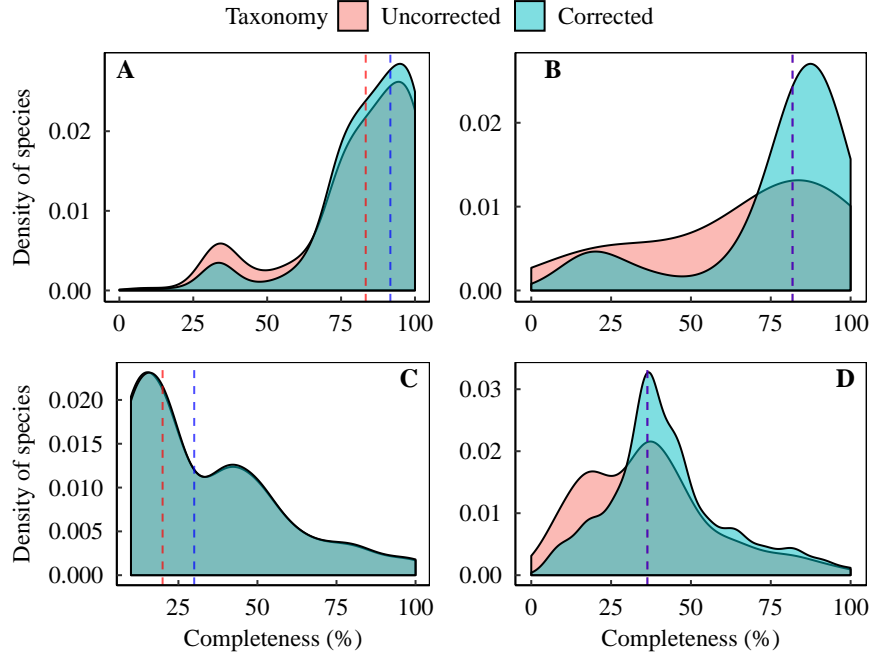 Taxonomy Uncorrected Corrected
A B
Density of species
0.02
0.01
0.00
0 25 50 75 100
0.02
0.01
0.00
0 25 50 75 100
C D
Density of species
0.020
0.015
0.010
0.005
0.000
25 50 75 100
0.03
0.02
0.01
0.00
0 25 50 75 100
Completeness (%) Completeness (%)